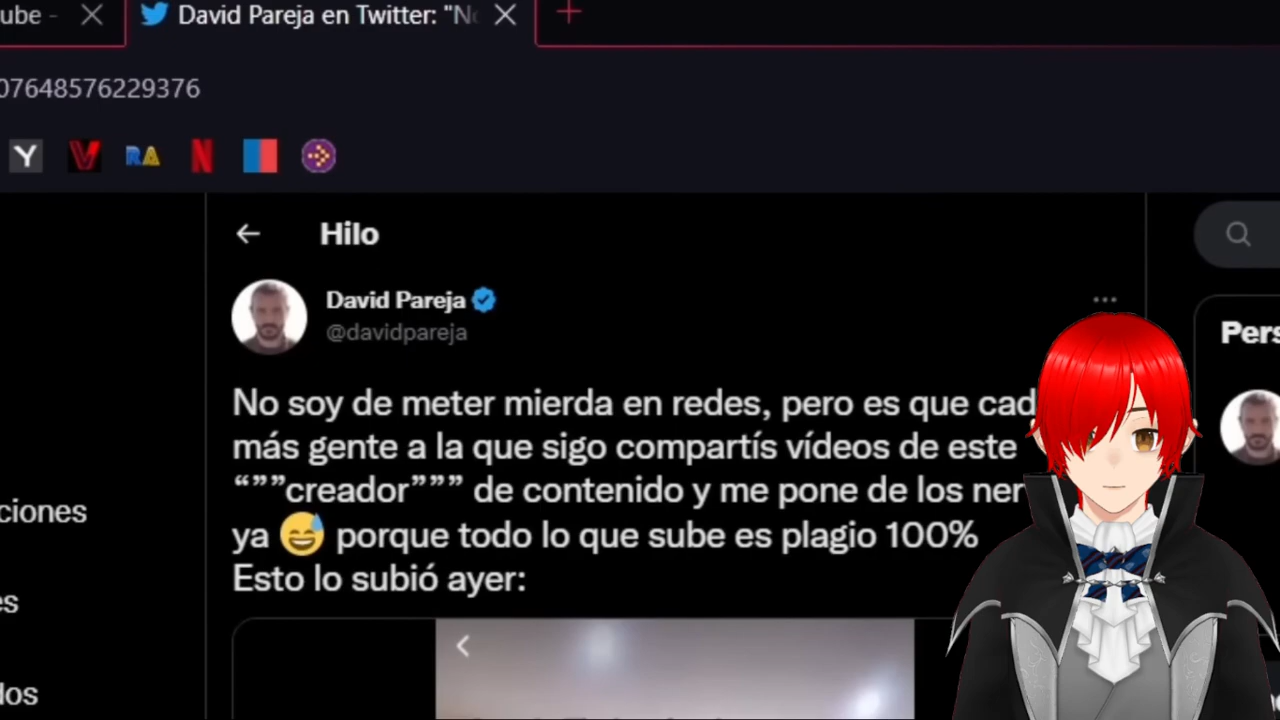 ube -
David Pareja en Twitter: "No
07648576229376
Y
V
RA
N
Hilo
David Pareja
@davidpareja
...
Pers
No soy de meter mierda en redes, pero es que cad
más gente a la que sigo compartís vídeos de este
“””creador””” de contenido y me pone de los ner
ya 😅 porque todo lo que sube es plagio 100%
Esto lo subió ayer:
ciones
es
dos